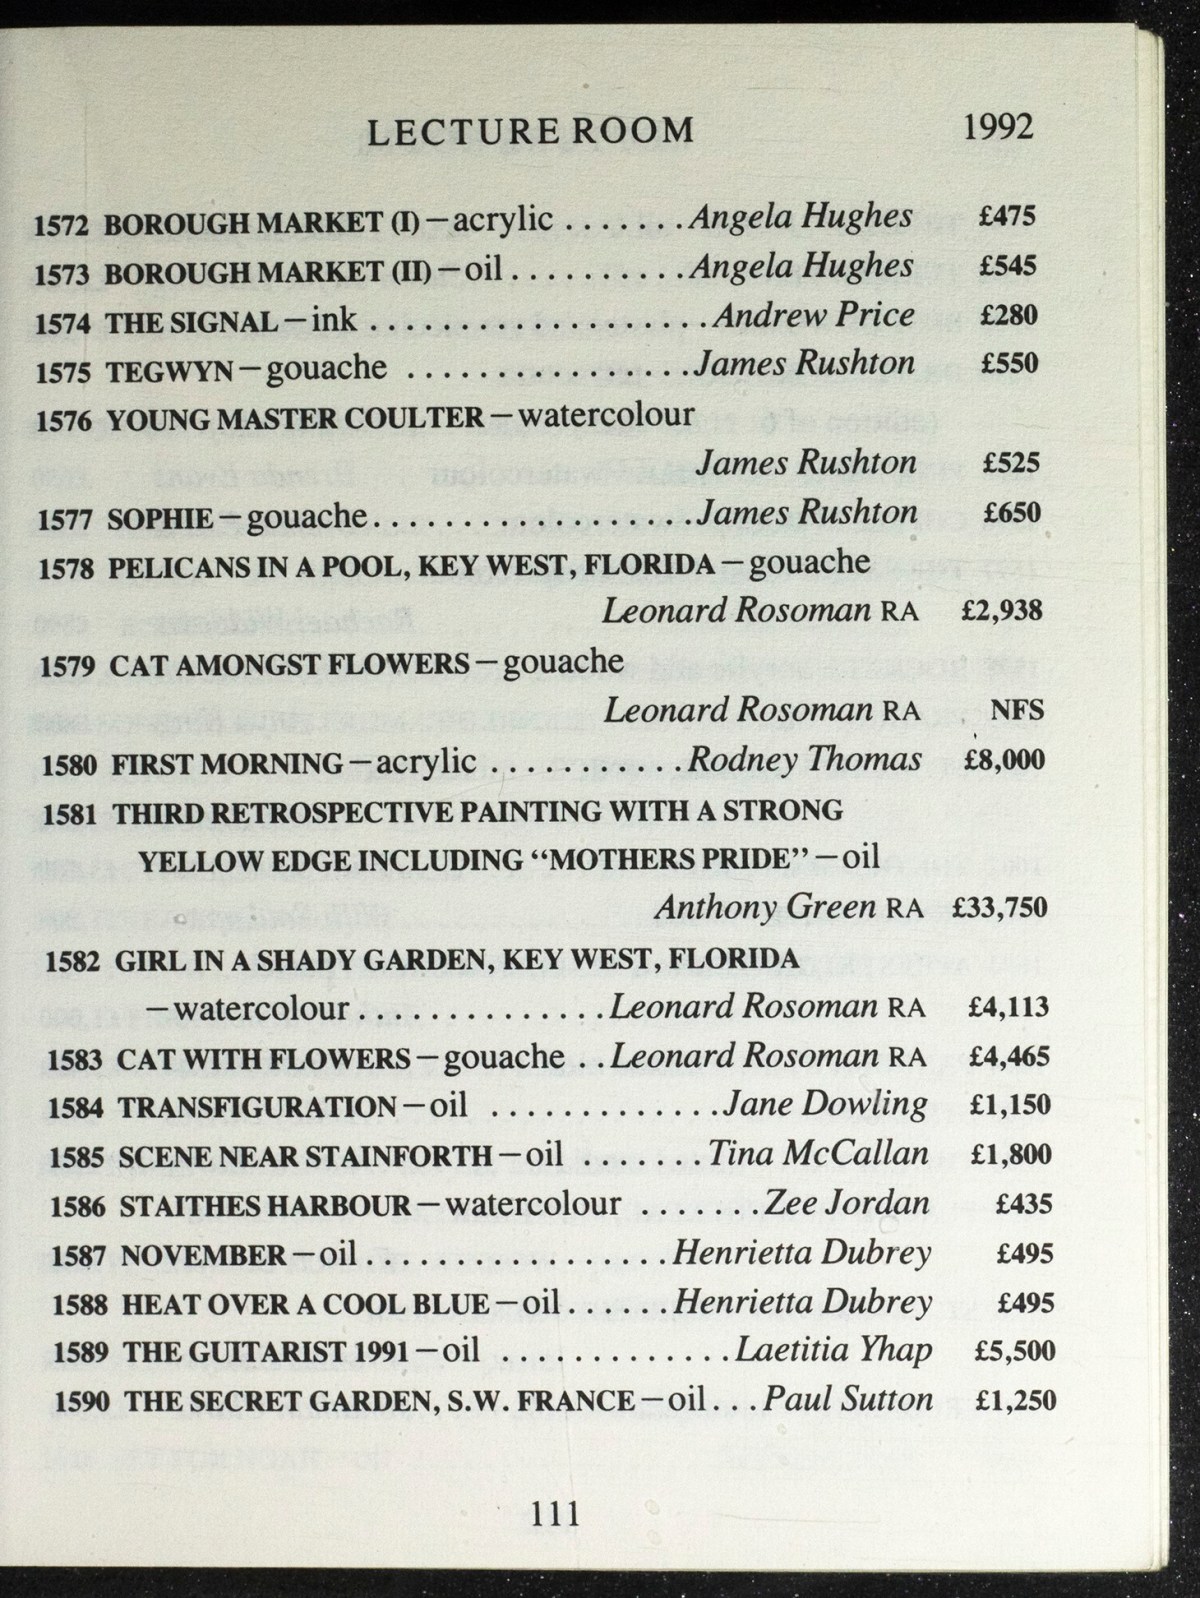 LECTURE ROOM 1992
1572 BOROUGH MARKET (I) — acrylic . . . . . . . Angela Hughes £475
1573 BOROUGH MARKET (II) — oil . . . . . . . . . . Angela Hughes £545
1574 THE SIGNAL — ink . . . . . . . . . . . . . . . . . . . Andrew Price £280
1575 TEGWYN — gouache . . . . . . . . . . . . . . . . James Rushton £550
1576 YOUNG MASTER COULTER — watercolour
James Rushton £525
1577 SOPHIE — gouache . . . . . . . . . . . . . . . . . . James Rushton £650
1578 PELICANS IN A POOL, KEY WEST, FLORIDA — gouache
Leonard Rosoman RA £2,938
1579 CAT AMONGST FLOWERS — gouache
Leonard Rosoman RA NFS
1580 FIRST MORNING — acrylic . . . . . . . . . . . Rodney Thomas £8,000
1581 THIRD RETROSPECTIVE PAINTING WITH A STRONG
YELLOW EDGE INCLUDING “MOTHERS PRIDE” — oil
Anthony Green RA £33,750
1582 GIRL IN A SHADY GARDEN, KEY WEST, FLORIDA
— watercolour . . . . . . . . . . . . . . Leonard Rosoman RA £4,113
1583 CAT WITH FLOWERS — gouache . . Leonard Rosoman RA £4,465
1584 TRANSFIGURATION — oil . . . . . . . . . . . . . Jane Dowling £1,150
1585 SCENE NEAR STAINFORTH — oil . . . . . . . Tina McCallan £1,800
1586 STAITHES HARBOUR — watercolour . . . . . . . Zee Jordan £435
1587 NOVEMBER — oil . . . . . . . . . . . . . . . . . Henrietta Dubrey £495
1588 HEAT OVER A COOL BLUE — oil . . . . . . Henrietta Dubrey £495
1589 THE GUITARIST 1991 — oil . . . . . . . . . . . . . Laetitia Yhap £5,500
1590 THE SECRET GARDEN, S.W. FRANCE — oil . . . Paul Sutton £1,250
111